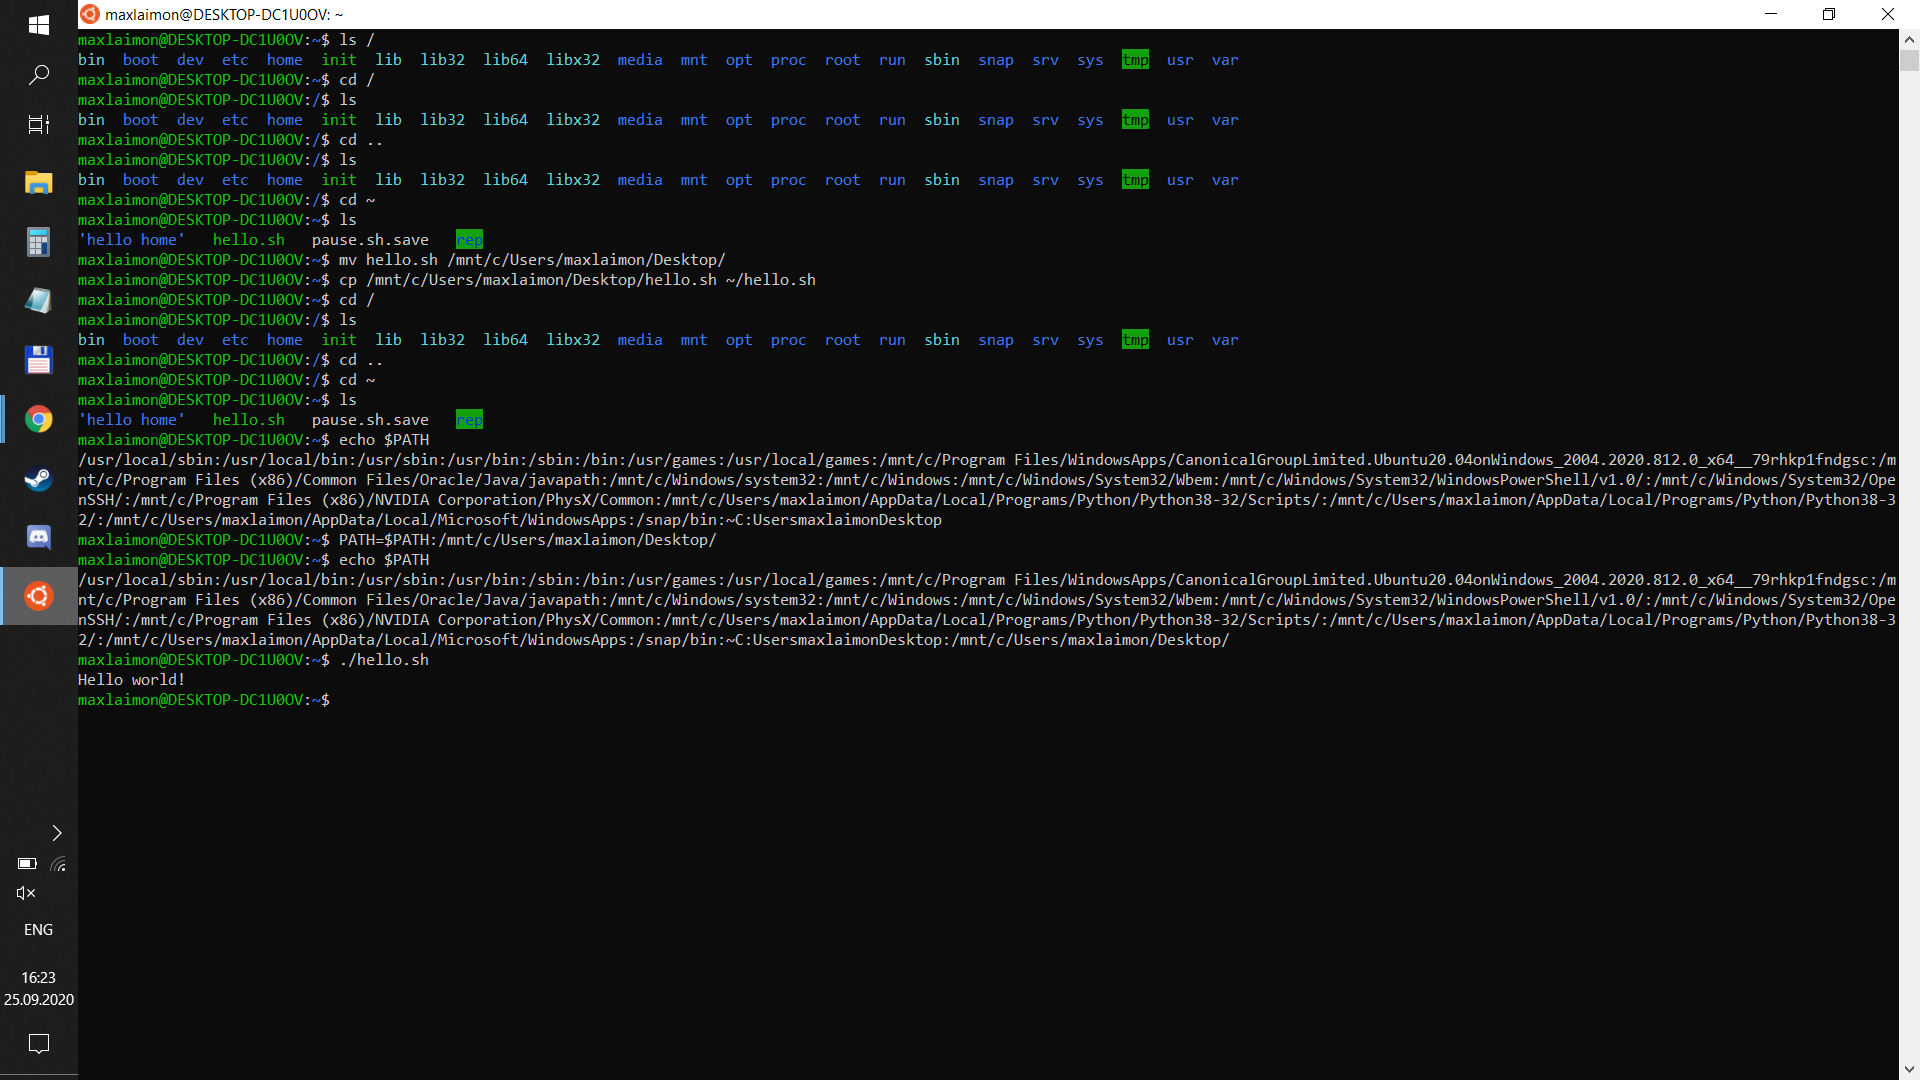 maxlaimon@DESKTOP-DC1U0OV: ~
maxlaimon@DESKTOP-DC1U0OV:~$ ls /
bin  boot  dev  etc  home  init  lib  lib32  lib64  libx32  media  mnt  opt  proc  root  run  sbin  snap  srv  sys  tmp  usr  var
maxlaimon@DESKTOP-DC1U0OV:~$ cd /
maxlaimon@DESKTOP-DC1U0OV:/$ ls
bin  boot  dev  etc  home  init  lib  lib32  lib64  libx32  media  mnt  opt  proc  root  run  sbin  snap  srv  sys  tmp  usr  var
maxlaimon@DESKTOP-DC1U0OV:/$ cd ..
maxlaimon@DESKTOP-DC1U0OV:/$ ls
bin  boot  dev  etc  home  init  lib  lib32  lib64  libx32  media  mnt  opt  proc  root  run  sbin  snap  srv  sys  tmp  usr  var
maxlaimon@DESKTOP-DC1U0OV:/$ cd ~
maxlaimon@DESKTOP-DC1U0OV:~$ ls
'hello home'   hello.sh   pause.sh.save   rep
maxlaimon@DESKTOP-DC1U0OV:~$ mv hello.sh /mnt/c/Users/maxlaimon/Desktop/
maxlaimon@DESKTOP-DC1U0OV:~$ cp /mnt/c/Users/maxlaimon/Desktop/hello.sh ~/hello.sh
maxlaimon@DESKTOP-DC1U0OV:~$ cd /
maxlaimon@DESKTOP-DC1U0OV:/$ ls
bin  boot  dev  etc  home  init  lib  lib32  lib64  libx32  media  mnt  opt  proc  root  run  sbin  snap  srv  sys  tmp  usr  var
maxlaimon@DESKTOP-DC1U0OV:/$ cd ..
maxlaimon@DESKTOP-DC1U0OV:/$ cd ~
maxlaimon@DESKTOP-DC1U0OV:~$ ls
'hello home'   hello.sh   pause.sh.save   rep
maxlaimon@DESKTOP-DC1U0OV:~$ echo $PATH
/usr/local/sbin:/usr/local/bin:/usr/sbin:/usr/bin:/sbin:/bin:/usr/games:/usr/local/games:/mnt/c/Program Files/WindowsApps/CanonicalGroupLimited.Ubuntu20.04onWindows_2004.2020.812.0_x64__79rhkp1fndgsc:/m
nt/c/Program Files (x86)/Common Files/Oracle/Java/javapath:/mnt/c/Windows/system32:/mnt/c/Windows:/mnt/c/Windows/System32/Wbem:/mnt/c/Windows/System32/WindowsPowerShell/v1.0/:/mnt/c/Windows/System32/Ope
nSSH/:/mnt/c/Program Files (x86)/NVIDIA Corporation/PhysX/Common:/mnt/c/Users/maxlaimon/AppData/Local/Programs/Python/Python38-32/Scripts/:/mnt/c/Users/maxlaimon/AppData/Local/Programs/Python/Python38-3
2/:/mnt/c/Users/maxlaimon/AppData/Local/Microsoft/WindowsApps:/snap/bin:~C:UsersmaxlaimonDesktop
maxlaimon@DESKTOP-DC1U0OV:~$ PATH=$PATH:/mnt/c/Users/maxlaimon/Desktop/
maxlaimon@DESKTOP-DC1U0OV:~$ echo $PATH
/usr/local/sbin:/usr/local/bin:/usr/sbin:/usr/bin:/sbin:/bin:/usr/games:/usr/local/games:/mnt/c/Program Files/WindowsApps/CanonicalGroupLimited.Ubuntu20.04onWindows_2004.2020.812.0_x64__79rhkp1fndgsc:/m
nt/c/Program Files (x86)/Common Files/Oracle/Java/javapath:/mnt/c/Windows/system32:/mnt/c/Windows:/mnt/c/Windows/System32/Wbem:/mnt/c/Windows/System32/WindowsPowerShell/v1.0/:/mnt/c/Windows/System32/Ope
nSSH/:/mnt/c/Program Files (x86)/NVIDIA Corporation/PhysX/Common:/mnt/c/Users/maxlaimon/AppData/Local/Programs/Python/Python38-32/Scripts/:/mnt/c/Users/maxlaimon/AppData/Local/Programs/Python/Python38-3
2/:/mnt/c/Users/maxlaimon/AppData/Local/Microsoft/WindowsApps:/snap/bin:~C:UsersmaxlaimonDesktop:/mnt/c/Users/maxlaimon/Desktop/
maxlaimon@DESKTOP-DC1U0OV:~$ ./hello.sh
Hello world!
maxlaimon@DESKTOP-DC1U0OV:~$
ENG
16:23
25.09.2020